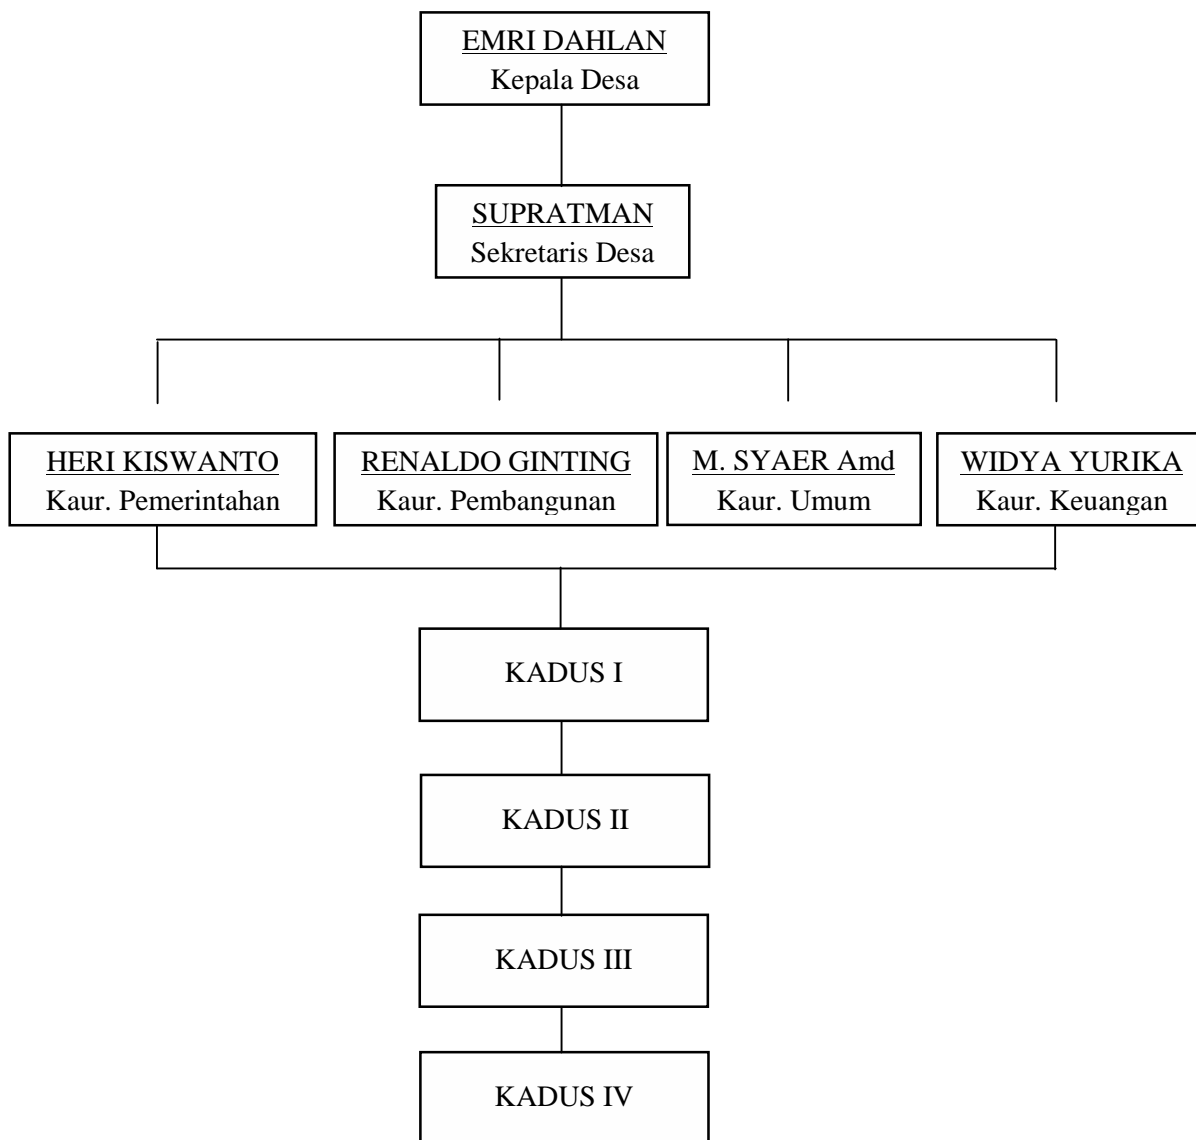 EMRI DAHLAN
Kepala Desa
SUPRATMAN
Sekretaris Desa
HERI KISWANTO
Kaur. Pemerintahan
RENALDO GINTING
Kaur. Pembangunan
M. SYAER Amd
Kaur. Umum
WIDYA YURIKA
Kaur. Keuangan
KADUS I
KADUS II
KADUS III
KADUS IV